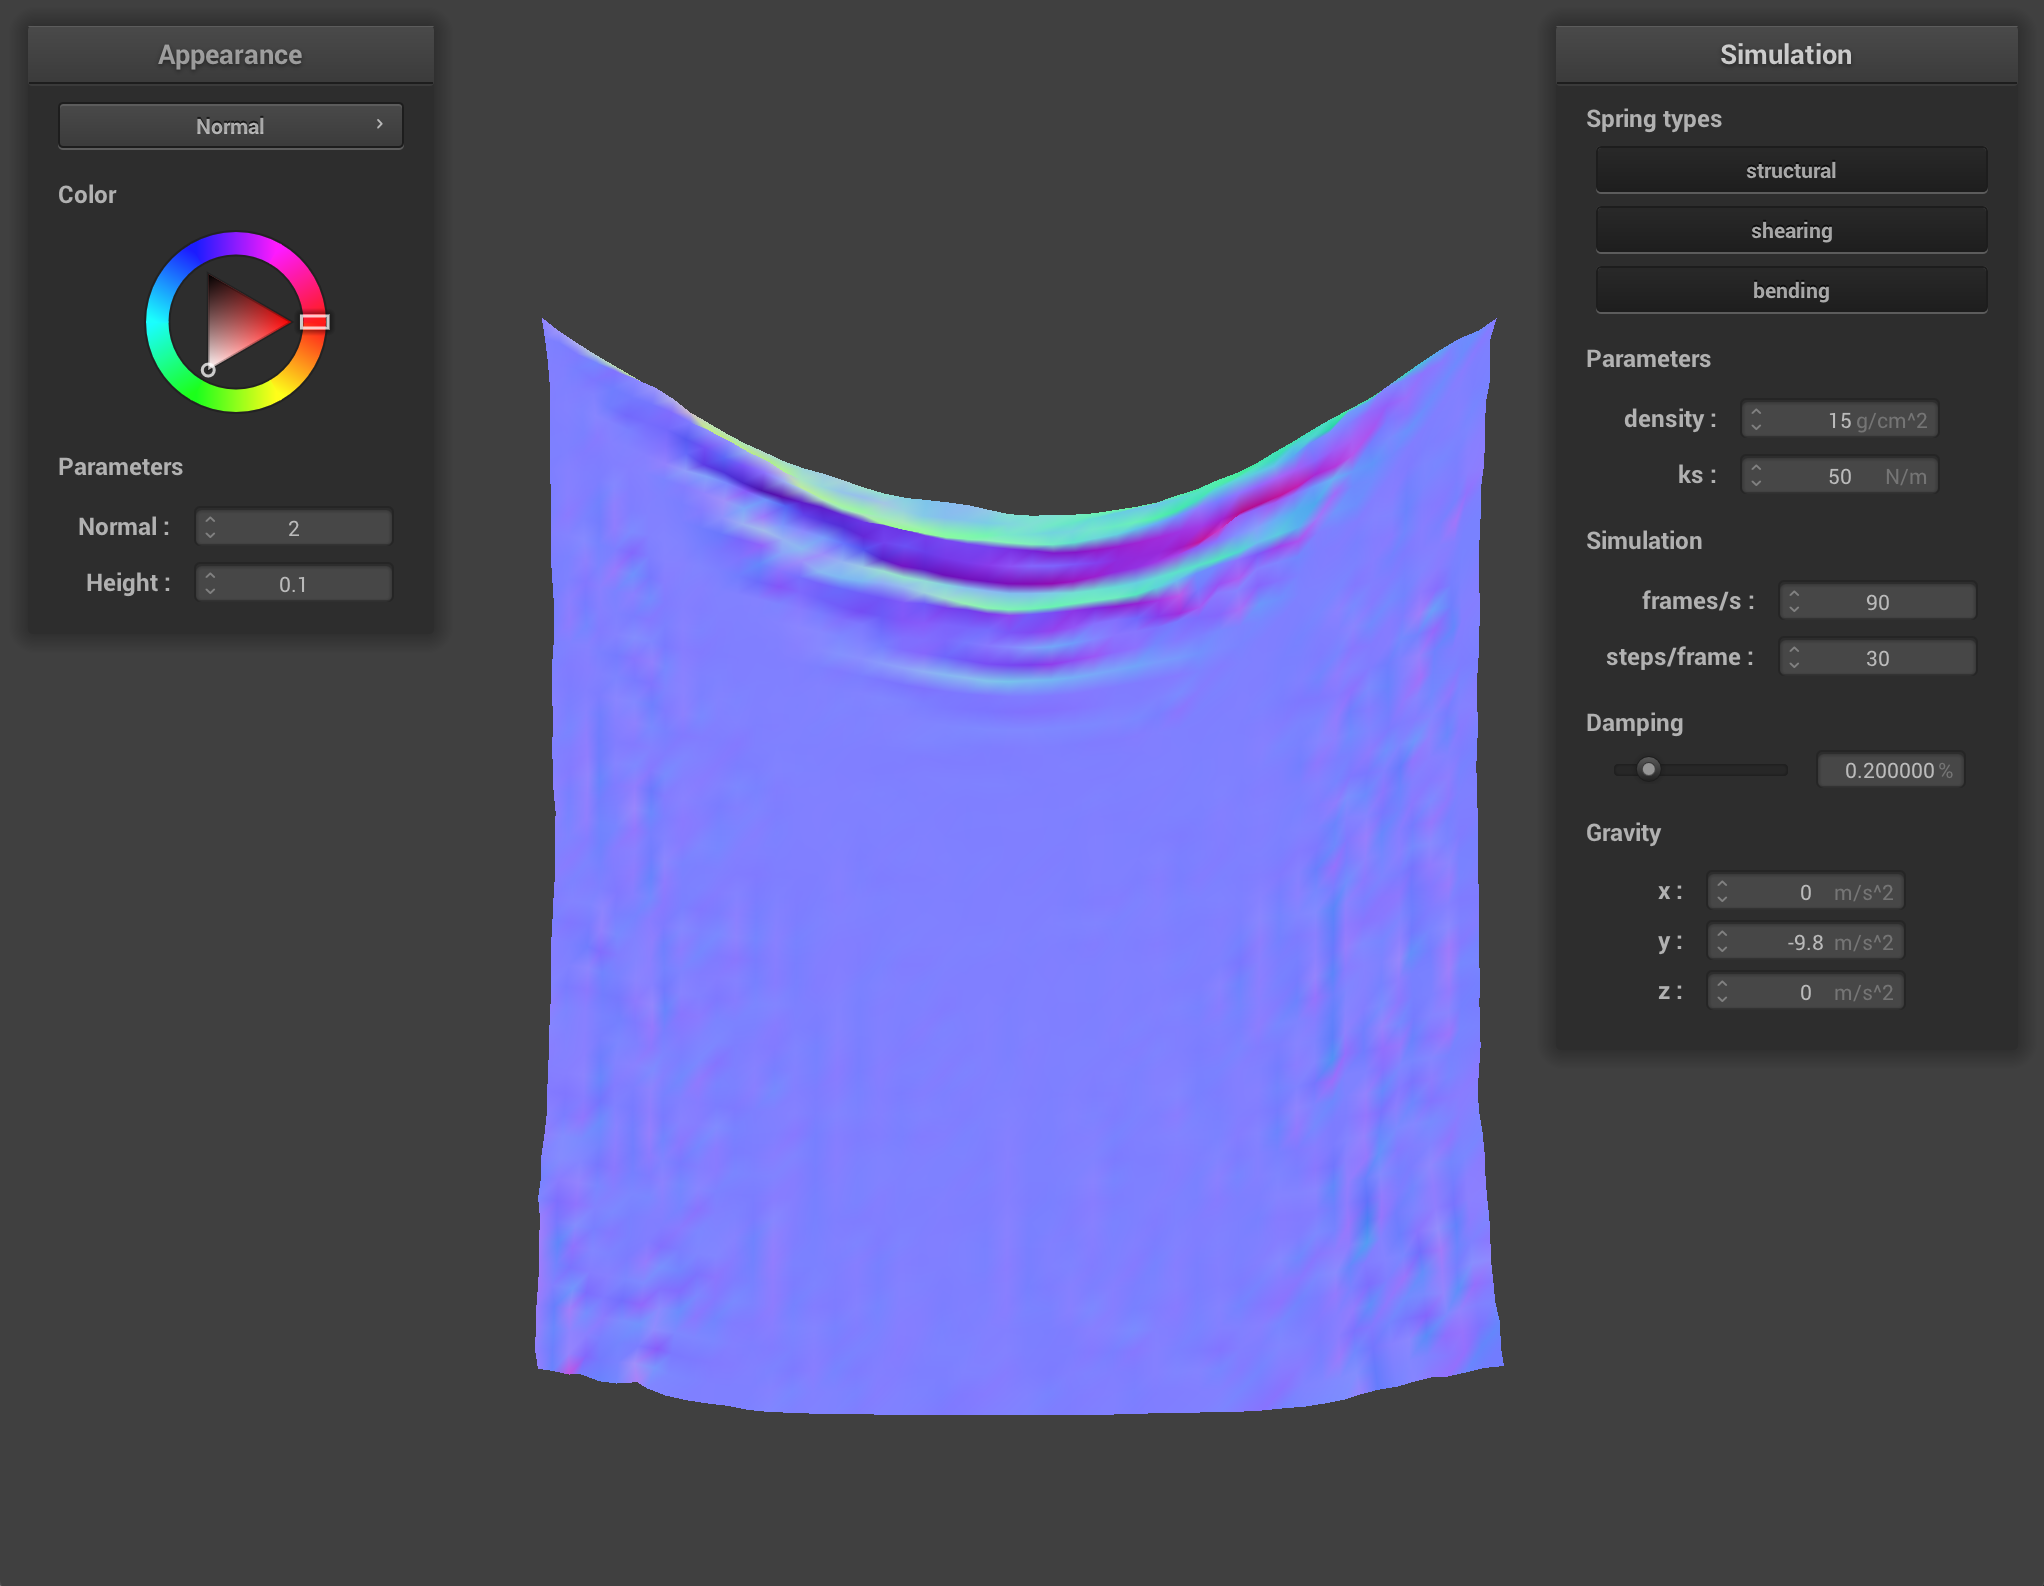 Appearance
Normal
Color
Parameters
Normal : 2
Height : 0.1
Simulation
Spring types
structural
shearing
bending
Parameters
density : 15 g/cm^2
ks : 50 N/m
Simulation
frames/s : 90
steps/frame : 30
Damping
0.200000 %
Gravity
x : 0 m/s^2
y : -9.8 m/s^2
z : 0 m/s^2